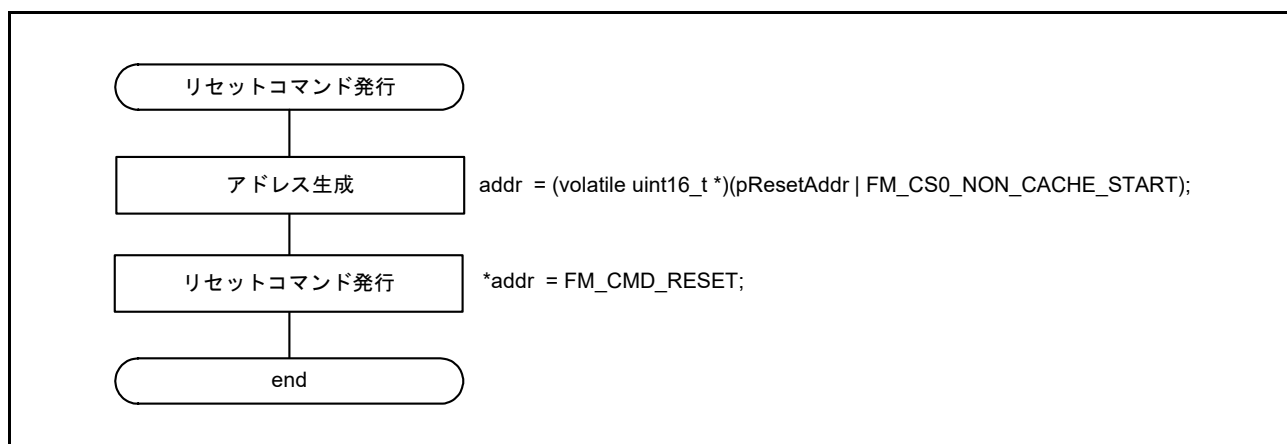 リセットコマンド発行
アドレス生成 addr = (volatile uint16_t *)(pResetAddr | FM_CS0_NON_CACHE_START);
リセットコマンド発行 *addr = FM_CMD_RESET;
end